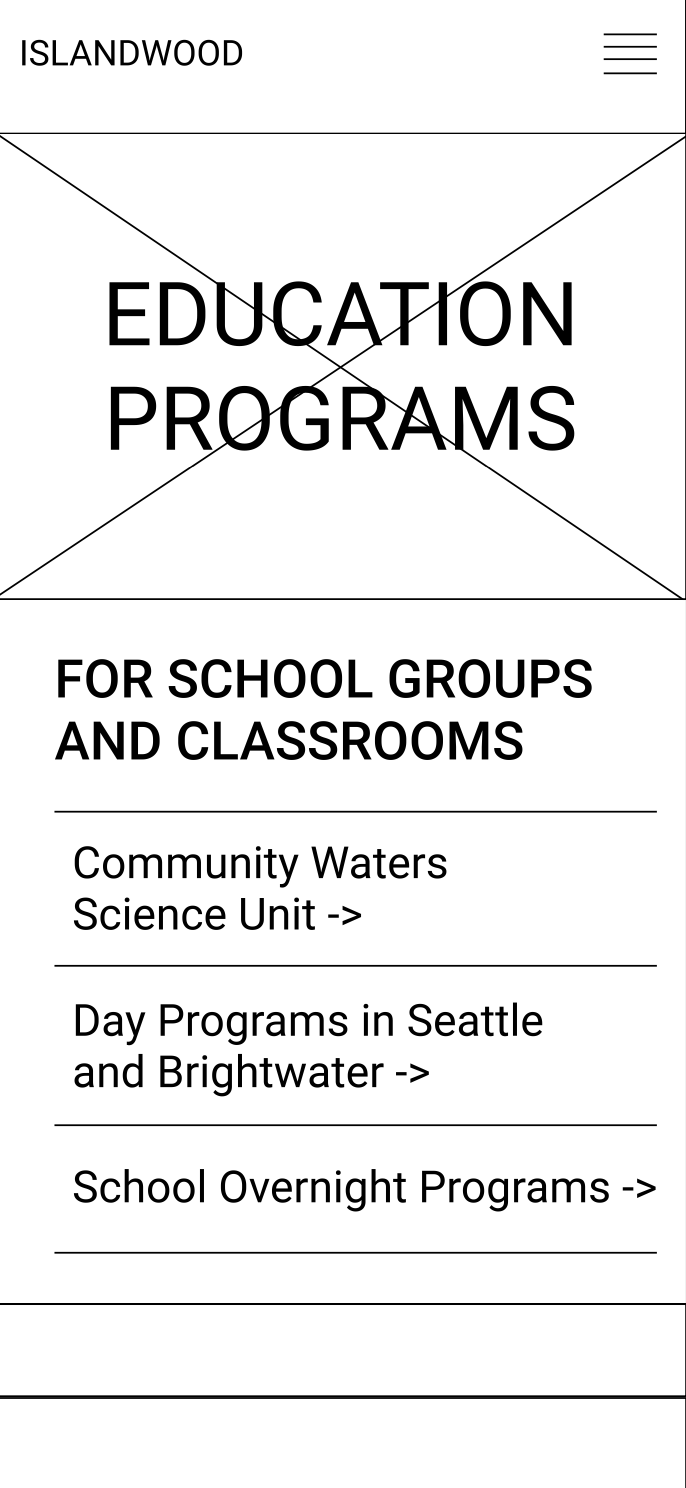 ISLANDWOOD
EDUCATION
PROGRAMS
FOR SCHOOL GROUPS
AND CLASSROOMS
Community Waters
Science Unit ->
Day Programs in Seattle
and Brightwater ->
School Overnight Programs ->